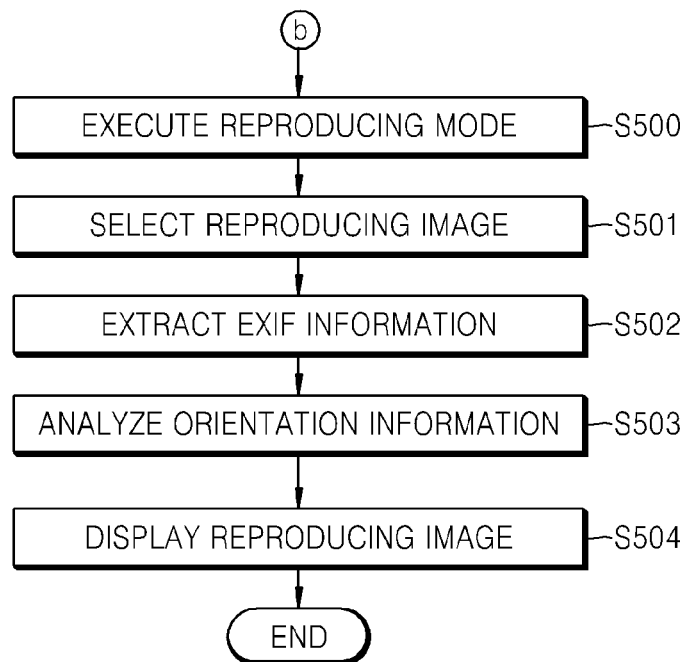 b
EXECUTE REPRODUCING MODE S500
SELECT REPRODUCING IMAGE S501
EXTRACT EXIF INFORMATION S502
ANALYZE ORIENTATION INFORMATION S503
DISPLAY REPRODUCING IMAGE S504
END